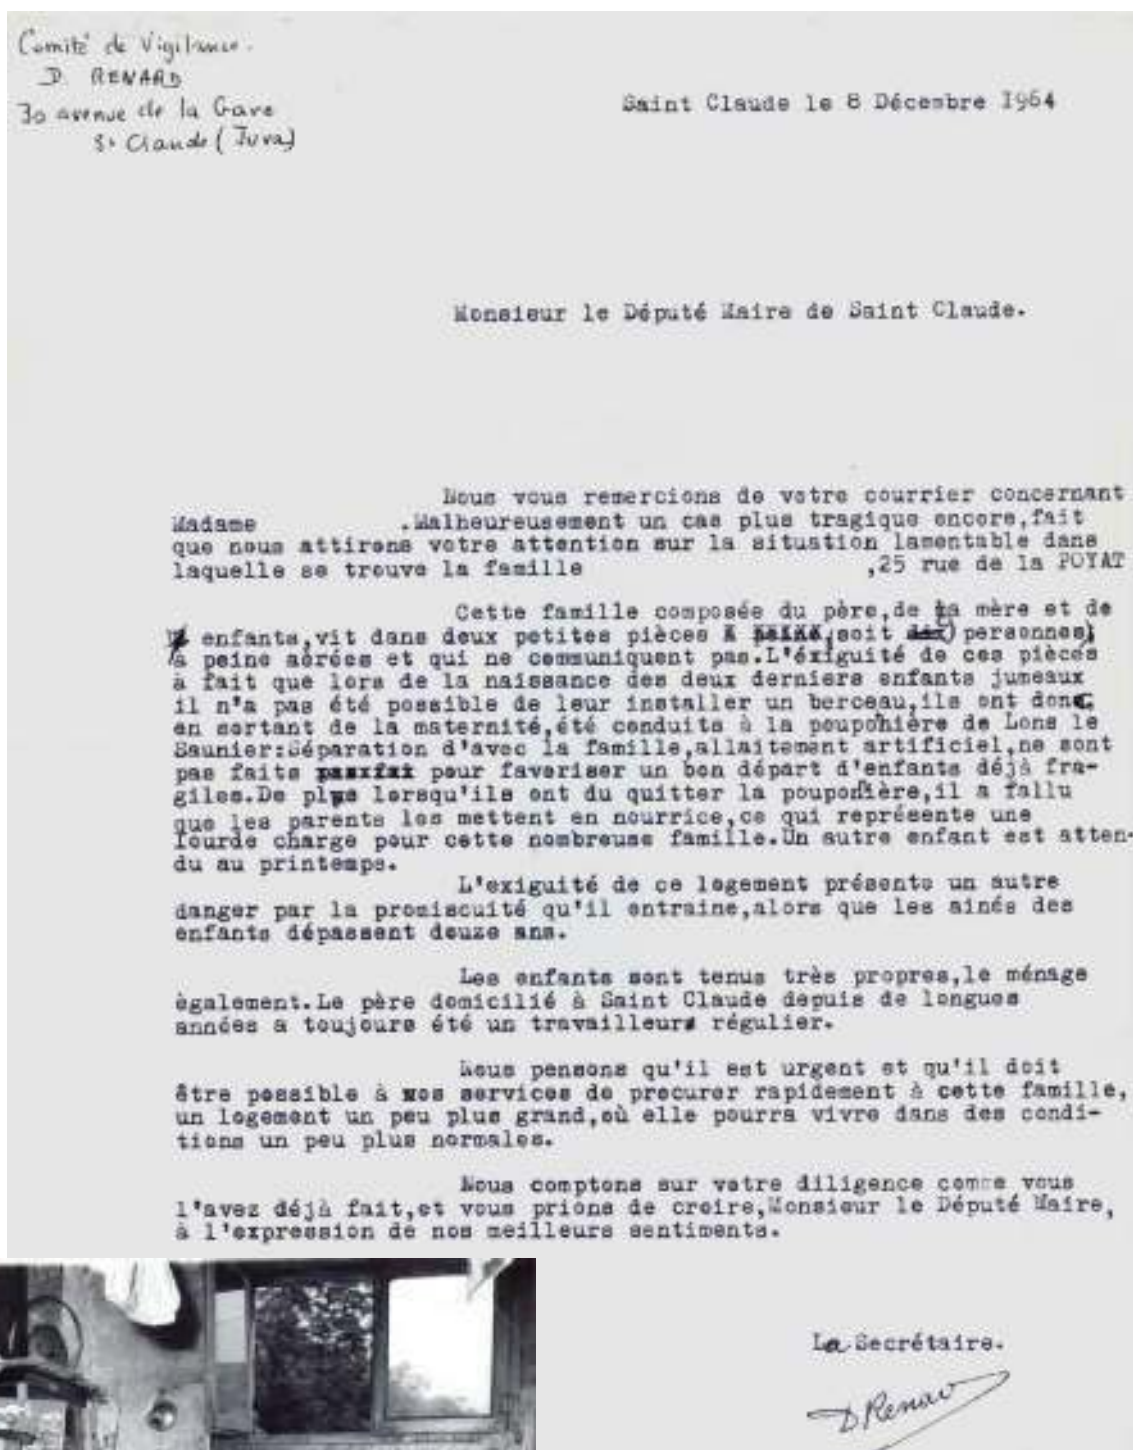 Comité de Vigilance.
D. RENARD
30 avenue de la Gare
St Claude (Jura)
Saint Claude le 8 Décembre 1964
Monsieur le Député Maire de Saint Claude.
Nous vous remercions de votre courrier concernant
Madame .Malheureusement un cas plus tragique encore,fait
que nous attirons votre attention sur la situation lamentable dans
laquelle se trouve la famille ,25 rue de la POYAT
Cette famille composée du père,de la mère et de
enfants,vit dans deux petites pièces à peine,soit dix) personnes)
à peine aérées et qui ne communiquent pas.L'éxiguité de ces pièces
à fait que lors de la naissance des deux derniers enfants jumeaux
il n'a pas été possible de leur installer un berceau,ils ont donc
en sortant de la maternité,été conduits à la pouponière de Lons le
Saunier:Séparation d'avec la famille,allaitement artificiel,ne sont
pas faits pour favoriser un bon départ d'enfants déjà fra-
giles.De plus lorsqu'ils ont du quitter la pouponière,il a fallu
que les parents les mettent en nourrice,ce qui représente une
lourde charge pour cette nombreuse famille.Un autre enfant est atten-
du au printemps.
L'exiguité de ce logement présente un autre
danger par la promiscuité qu'il entraine,alors que les ainés des
enfants dépassent douze ans.
Les enfants sont tenus très propres,le ménage
également.Le père domicilié à Saint Claude depuis de longues
années a toujours été un travailleur régulier.
Nous pensons qu'il est urgent et qu'il doit
être possible à vos services de procurer rapidement à cette famille,
un logement un peu plus grand,où elle pourra vivre dans des condi-
tions un peu plus normales.
Nous comptons sur votre diligence comme vous
l'avez déjà fait,et vous prions de croire,Monsieur le Député Maire,
à l'expression de nos meilleurs sentiments.
La Secrétaire.
D Renard